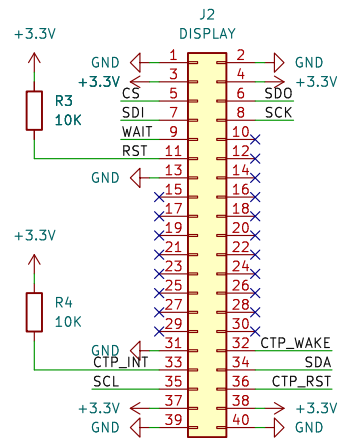 J2
DISPLAY
+3.3V
GND 1 2 GND
+3.3V 3 4 +3.3V
R3
10K
CS 5 6 SDO
SDI 7 8 SCK
WAIT 9 10
RST 11 12
GND 13 14
15 16
17 18
19 20
+3.3V
21 22
23 24
25 26
R4
10K
27 28
29 30
GND 31 32 CTP_WAKE
CTP_INT 33 34 SDA
SCL 35 36 CTP_RST
+3.3V 37 38 +3.3V
GND 39 40 GND